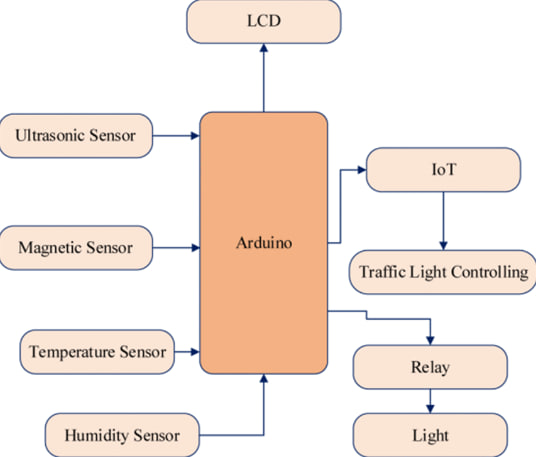 LCD
Ultrasonic Sensor
IoT
Magnetic Sensor
Arduino
Traffic Light Controlling
Temperature Sensor
Relay
Humidity Sensor
Light